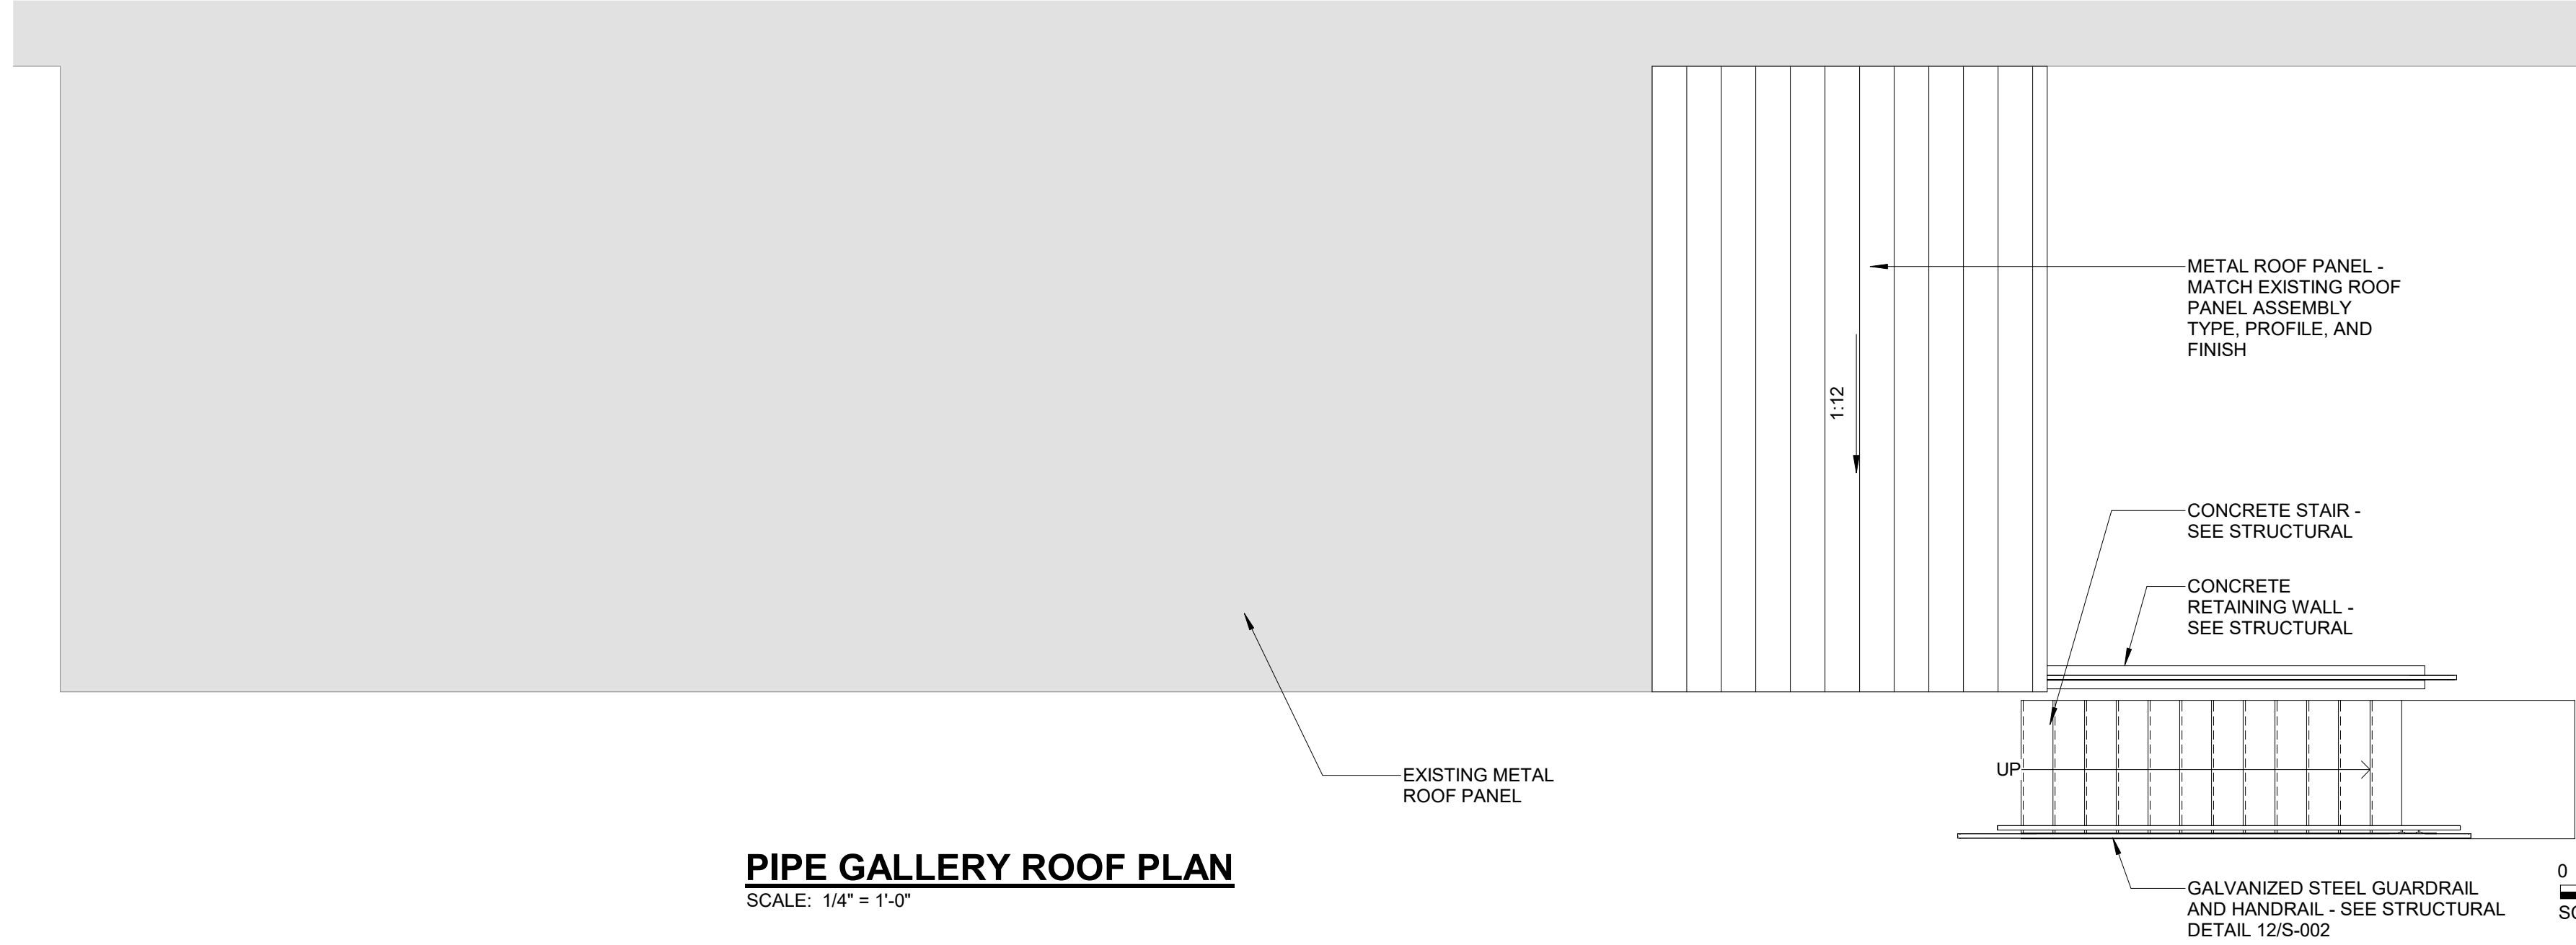 METAL ROOF PANEL -
MATCH EXISTING ROOF
PANEL ASSEMBLY
TYPE, PROFILE, AND
FINISH
1:12
CONCRETE STAIR -
SEE STRUCTURAL
CONCRETE
RETAINING WALL -
SEE STRUCTURAL
UP
EXISTING METAL
ROOF PANEL
PIPE GALLERY ROOF PLAN
SCALE: 1/4" = 1'-0"
GALVANIZED STEEL GUARDRAIL
AND HANDRAIL - SEE STRUCTURAL
DETAIL 12/S-002
0